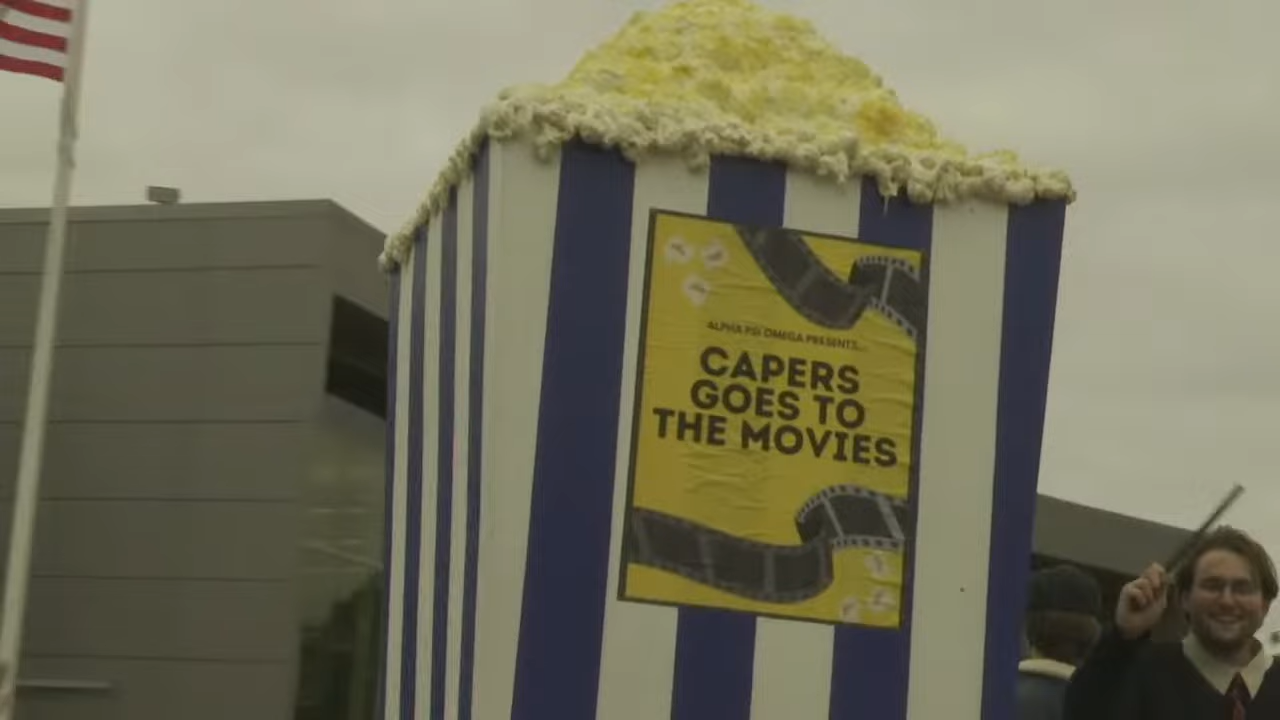 ALPHA PSI OMEGA PRESENTS...
CAPERS
GOES TO
THE MOVIES